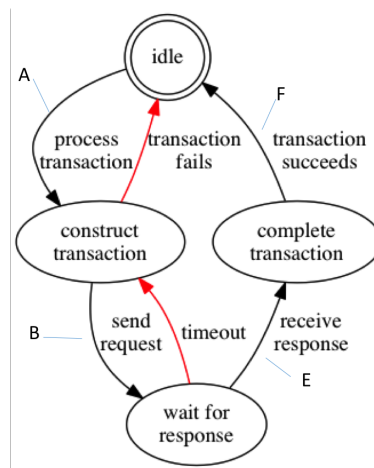 idle
A
F
process
transaction
transaction
fails
transaction
succeeds
construct
transaction
complete
transaction
B
send
request
timeout
receive
response
E
wait for
response